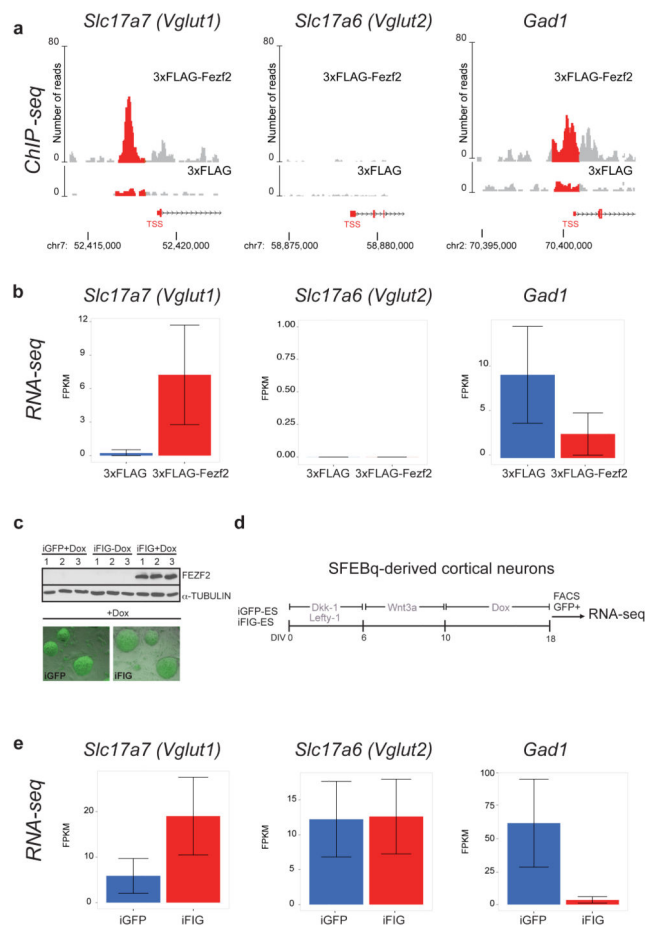 a
Slc17a7 (Vglut1) Slc17a6 (Vglut2) Gad1
ChIP-seq
80 80 80
Number of reads Number of reads Number of reads
3xFLAG-Fezf2 3xFLAG-Fezf2 3xFLAG-Fezf2
0 0 0
3xFLAG 3xFLAG 3xFLAG
0 0 0
TSS TSS TSS
chr7: 52,415,000 52,420,000 chr7: 58,875,000 58,880,000 chr2: 70,395,000 70,400,000
b
Slc17a7 (Vglut1) Slc17a6 (Vglut2) Gad1
RNA-seq
FPKM FPKM FPKM
12 1.00
9 0.75 10
6 0.50
3 0.25 5
0 0.00 0
3xFLAG 3xFLAG-Fezf2 3xFLAG 3xFLAG-Fezf2 3xFLAG 3xFLAG-Fezf2
c
iGFP+Dox iFIG-Dox iFIG+Dox
1 2 3 1 2 3 1 2 3
FEZF2
α-TUBULIN
+Dox
iGFP iFIG
d
SFEBq-derived cortical neurons
iGFP-ES
iFIG-ES
Dkk-1
Lefty-1
Wnt3a Dox
FACS
GFP+
RNA-seq
DIV 0 6 10 18
e
Slc17a7 (Vglut1) Slc17a6 (Vglut2) Gad1
RNA-seq
FPKM FPKM FPKM
20 15 100
10 10 75
0 5 50
0 25
0
iGFP iFIG iGFP iFIG iGFP iFIG